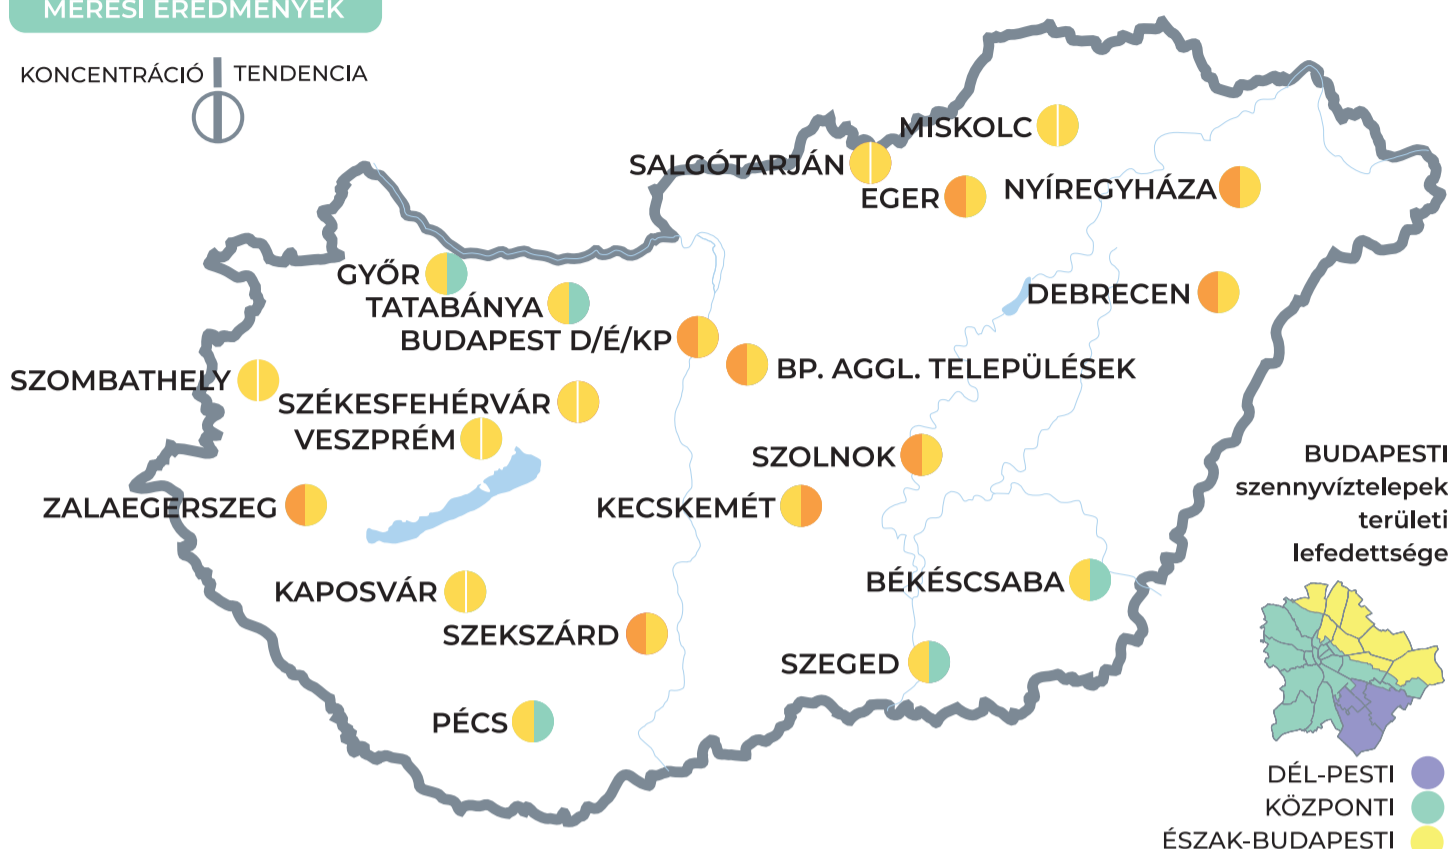 MÉRÉSI EREDMÉNYEK
KONCENTRÁCIÓ TENDENCIA
MISKOLC
SALGÓTARJÁN
EGER
NYÍREGYHÁZA
GYŐR
TATABÁNYA
DEBRECEN
BUDAPEST D/É/KP
BP. AGGL. TELEPÜLÉSEK
SZOMBATHELY
SZÉKESFEHÉRVÁR
VESZPRÉM
SZOLNOK
ZALAEGERSZEG
KECSKEMÉT
BUDAPESTI
szennyvíztelepek
területi
lefedettsége
BÉKÉSCSABA
KAPOSVÁR
SZEKSZÁRD
SZEGED
PÉCS
DÉL-PESTI
KÖZPONTI
ÉSZAK-BUDAPESTI